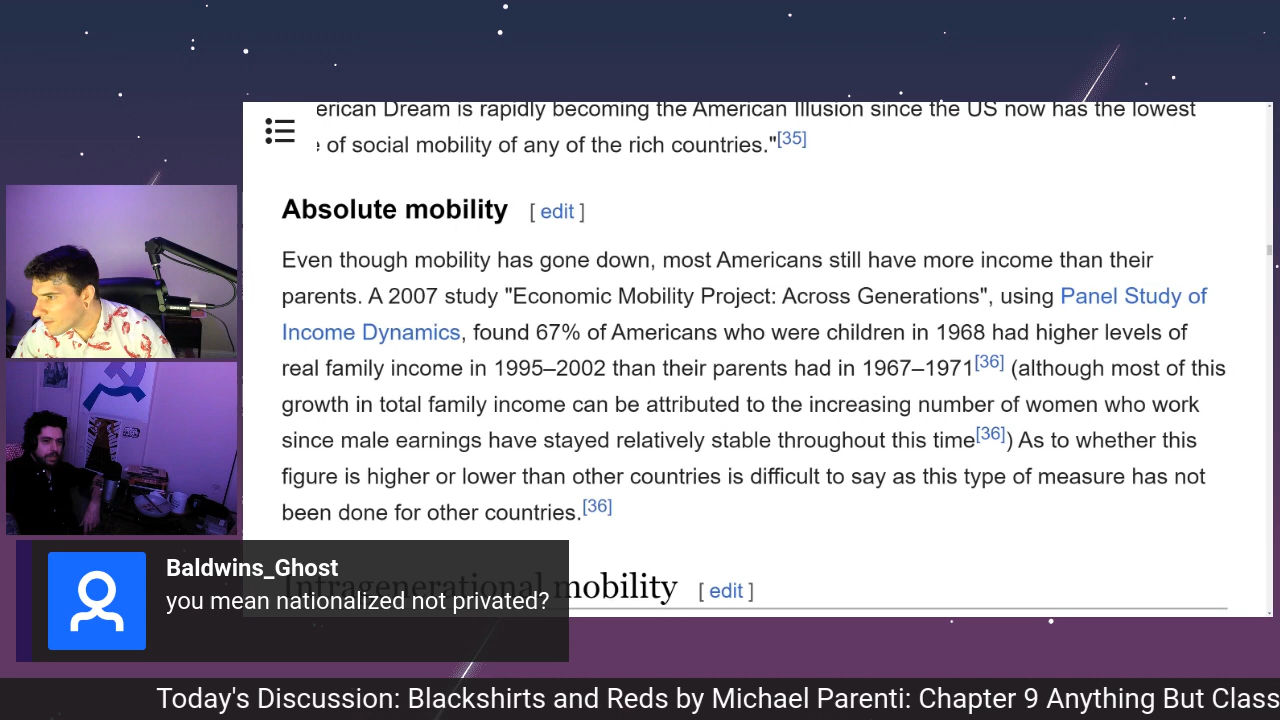 erican Dream is rapidly becoming the American Illusion since the US now has the lowest
of social mobility of any of the rich countries."[35]
Absolute mobility [ edit ]
Even though mobility has gone down, most Americans still have more income than their
parents. A 2007 study "Economic Mobility Project: Across Generations", using Panel Study of
Income Dynamics, found 67% of Americans who were children in 1968 had higher levels of
real family income in 1995–2002 than their parents had in 1967–1971[36] (although most of this
growth in total family income can be attributed to the increasing number of women who work
since male earnings have stayed relatively stable throughout this time[36]) As to whether this
figure is higher or lower than other countries is difficult to say as this type of measure has not
been done for other countries.[36]
Intragenerational mobility [ edit ]
Baldwins_Ghost
you mean nationalized not privated?
Today's Discussion: Blackshirts and Reds by Michael Parenti: Chapter 9 Anything But Class